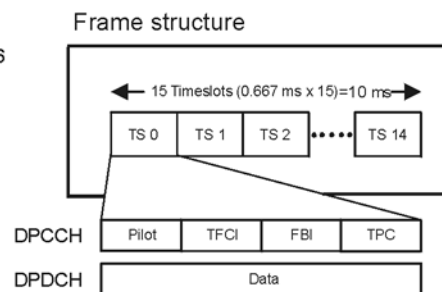 Frame structure
6
15 Timeslots (0.667 ms x 15)=10 ms
TS 0 TS 1 TS 2 ..... TS 14
DPCCH Pilot TFCI FBI TPC
DPDCH Data